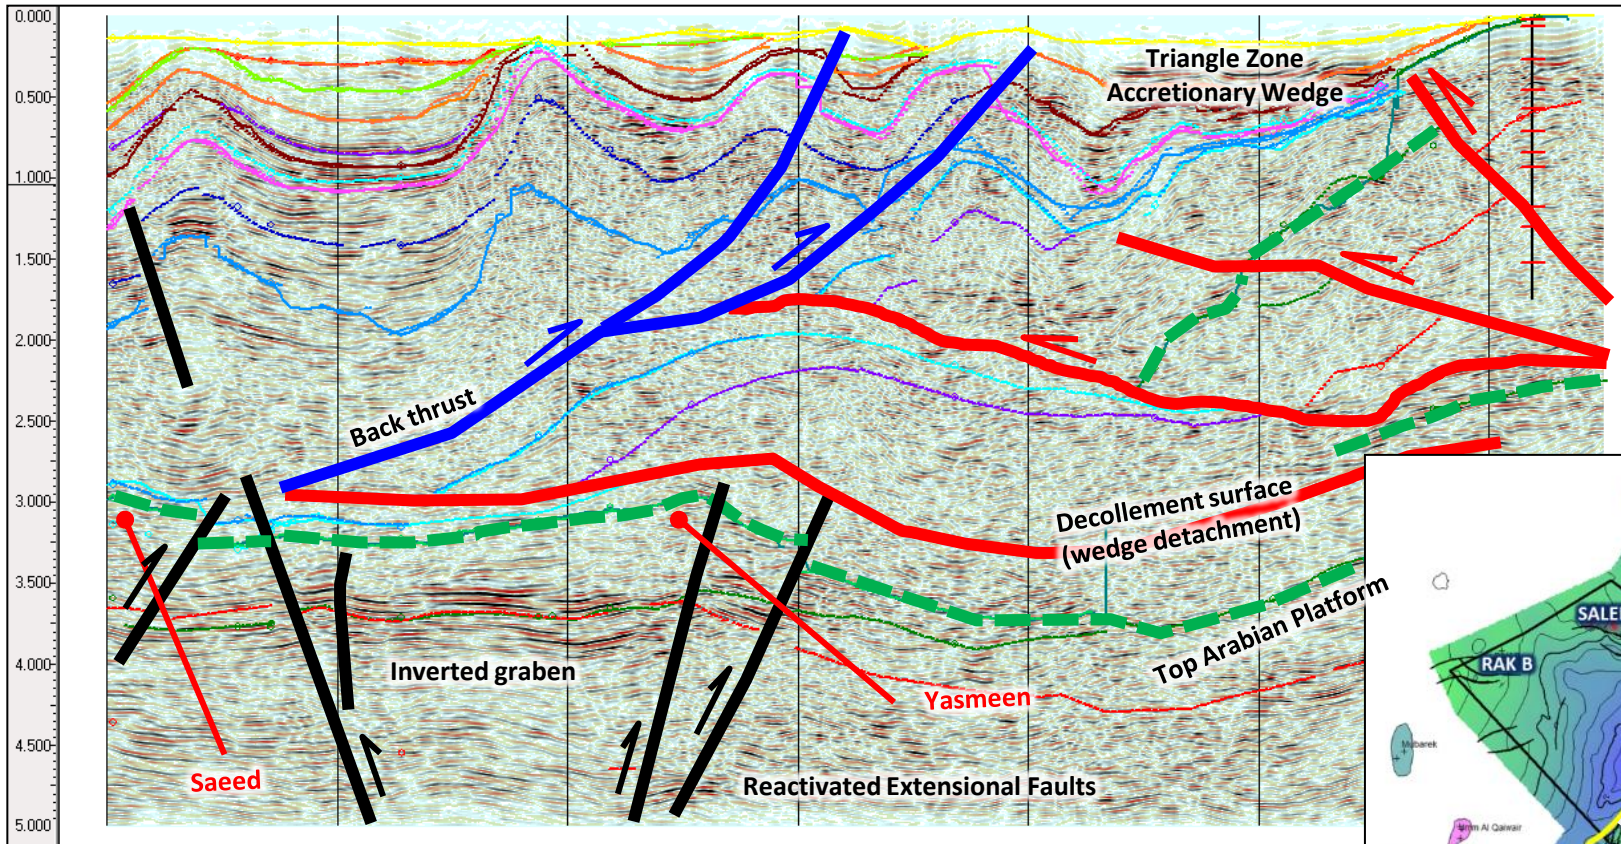 0.000
Triangle Zone
Accretionary Wedge
0.500
1.000
1.500
2.000
Back thrust
2.500
3.000
Decollement surface
(wedge detachment)
3.500
Top Arabian Platform
4.000
Inverted graben
Yasmeen
4.500
Saeed
Reactivated Extensional Faults
5.000
RAK B
Mubarek
Umm Al Qaiwair